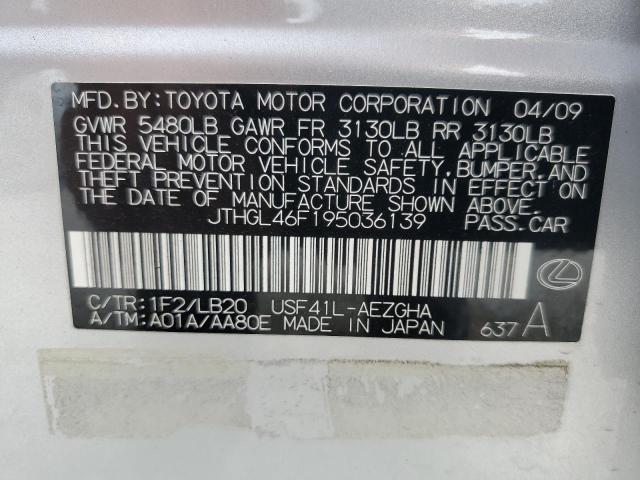 MFD. BY: TOYOTA MOTOR CORPORATION 04/09
GVWR 5480LB GAWR FR 3130LB RR 3130LB
THIS VEHICLE CONFORMS TO ALL APPLICABLE
FEDERAL MOTOR VEHICLE SAFETY, BUMPER, AND
THEFT PREVENTION STANDARDS IN EFFECT ON
THE DATE OF MANUFACTURE SHOWN ABOVE.
JTHGL46F195036139 PASS.CAR
C/TR:1F2/LB20 USF41L-AEZGHA
A/TM:A01A/AA80E MADE IN JAPAN 637 A